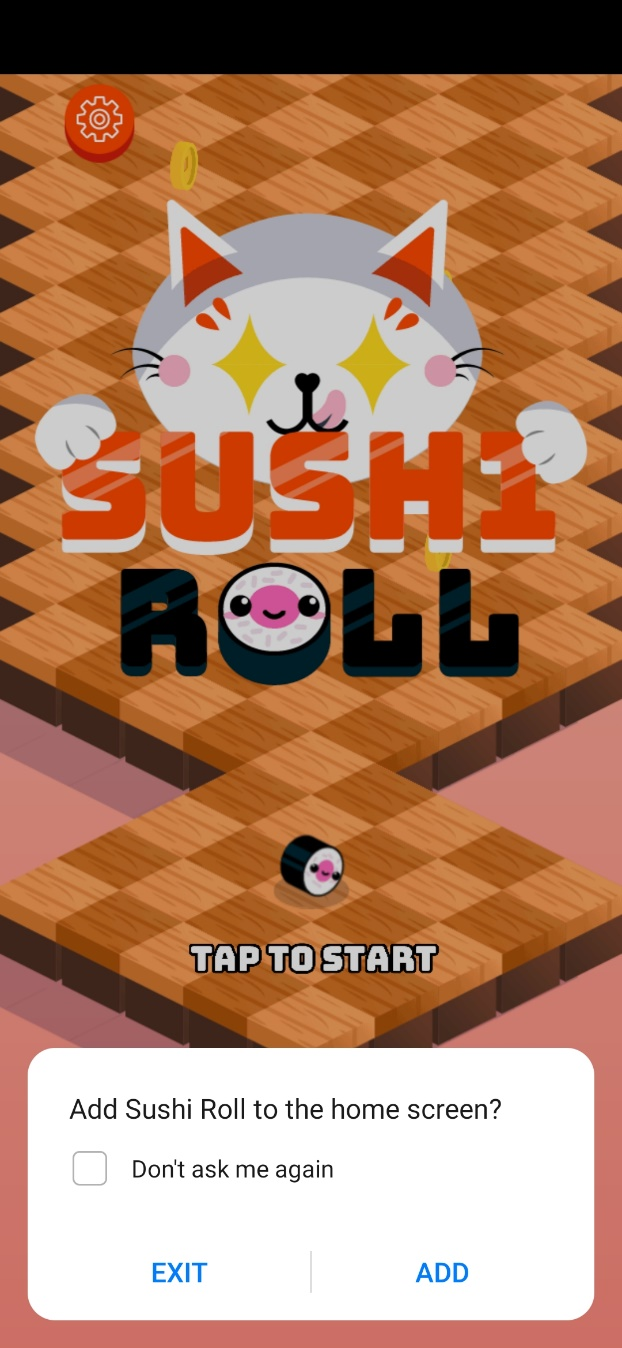 SUSHI
ROLL
TAP TO START
Add Sushi Roll to the home screen?
Don't ask me again
EXIT
ADD